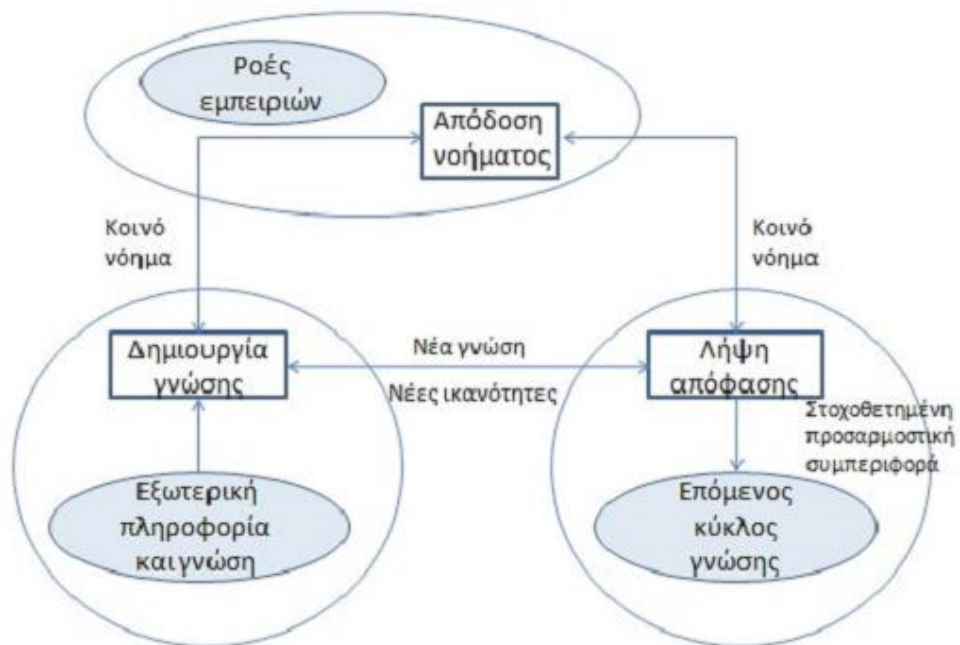 Ροές
εμπειριών
Απόδοση
νοήματος
Κοινό
νόημα
Κοινό
νόημα
Δημιουργία
γνώσης
Νέα γνώση
Νέες ικανότητες
Λήψη
απόφασης
Στοχοθετημένη
προσαρμοστική
συμπεριφορά
Εξωτερική
πληροφορία
και γνώση
Επόμενος
κύκλος
γνώσης